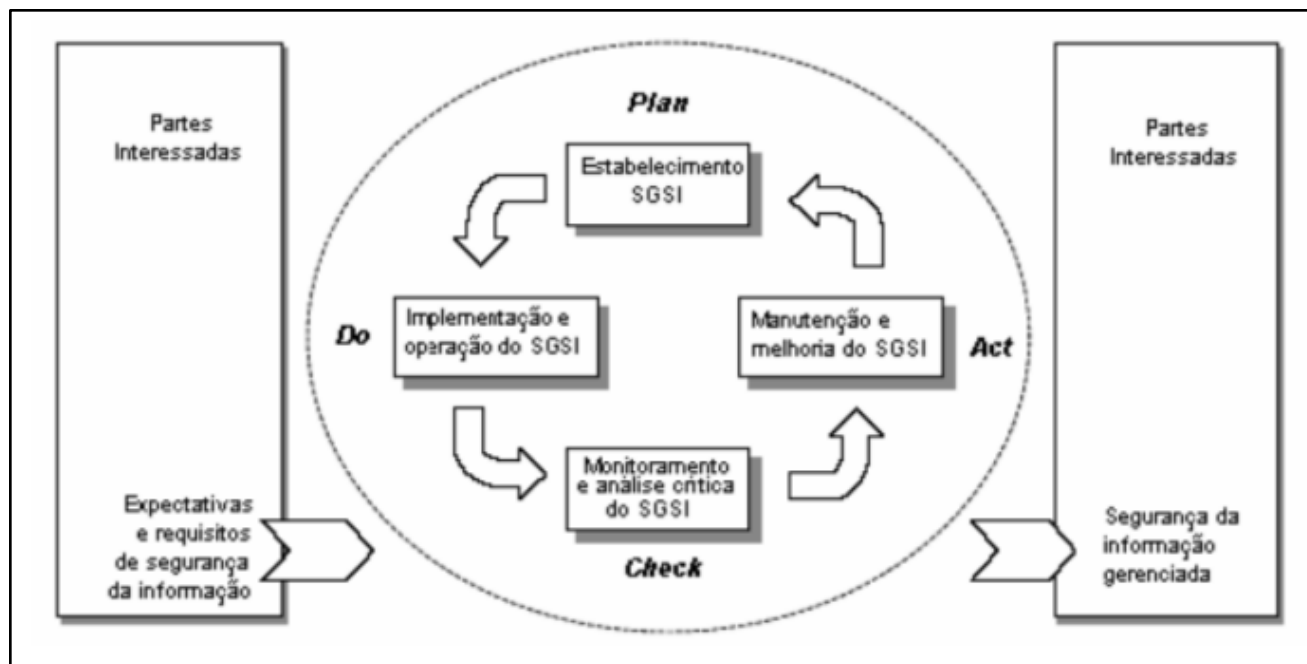 Partes
Interessadas
Expectativas
e requisitos
de segurança
da informação
Plan
Estabelecimento
SGSI
Do
Implementação e
operação do SGSI
Manutenção e
melhoria do SGSI
Act
Monitoramento
e análise crítica
do SGSI
Check
Partes
Interessadas
Segurança da
informação
gerenciada